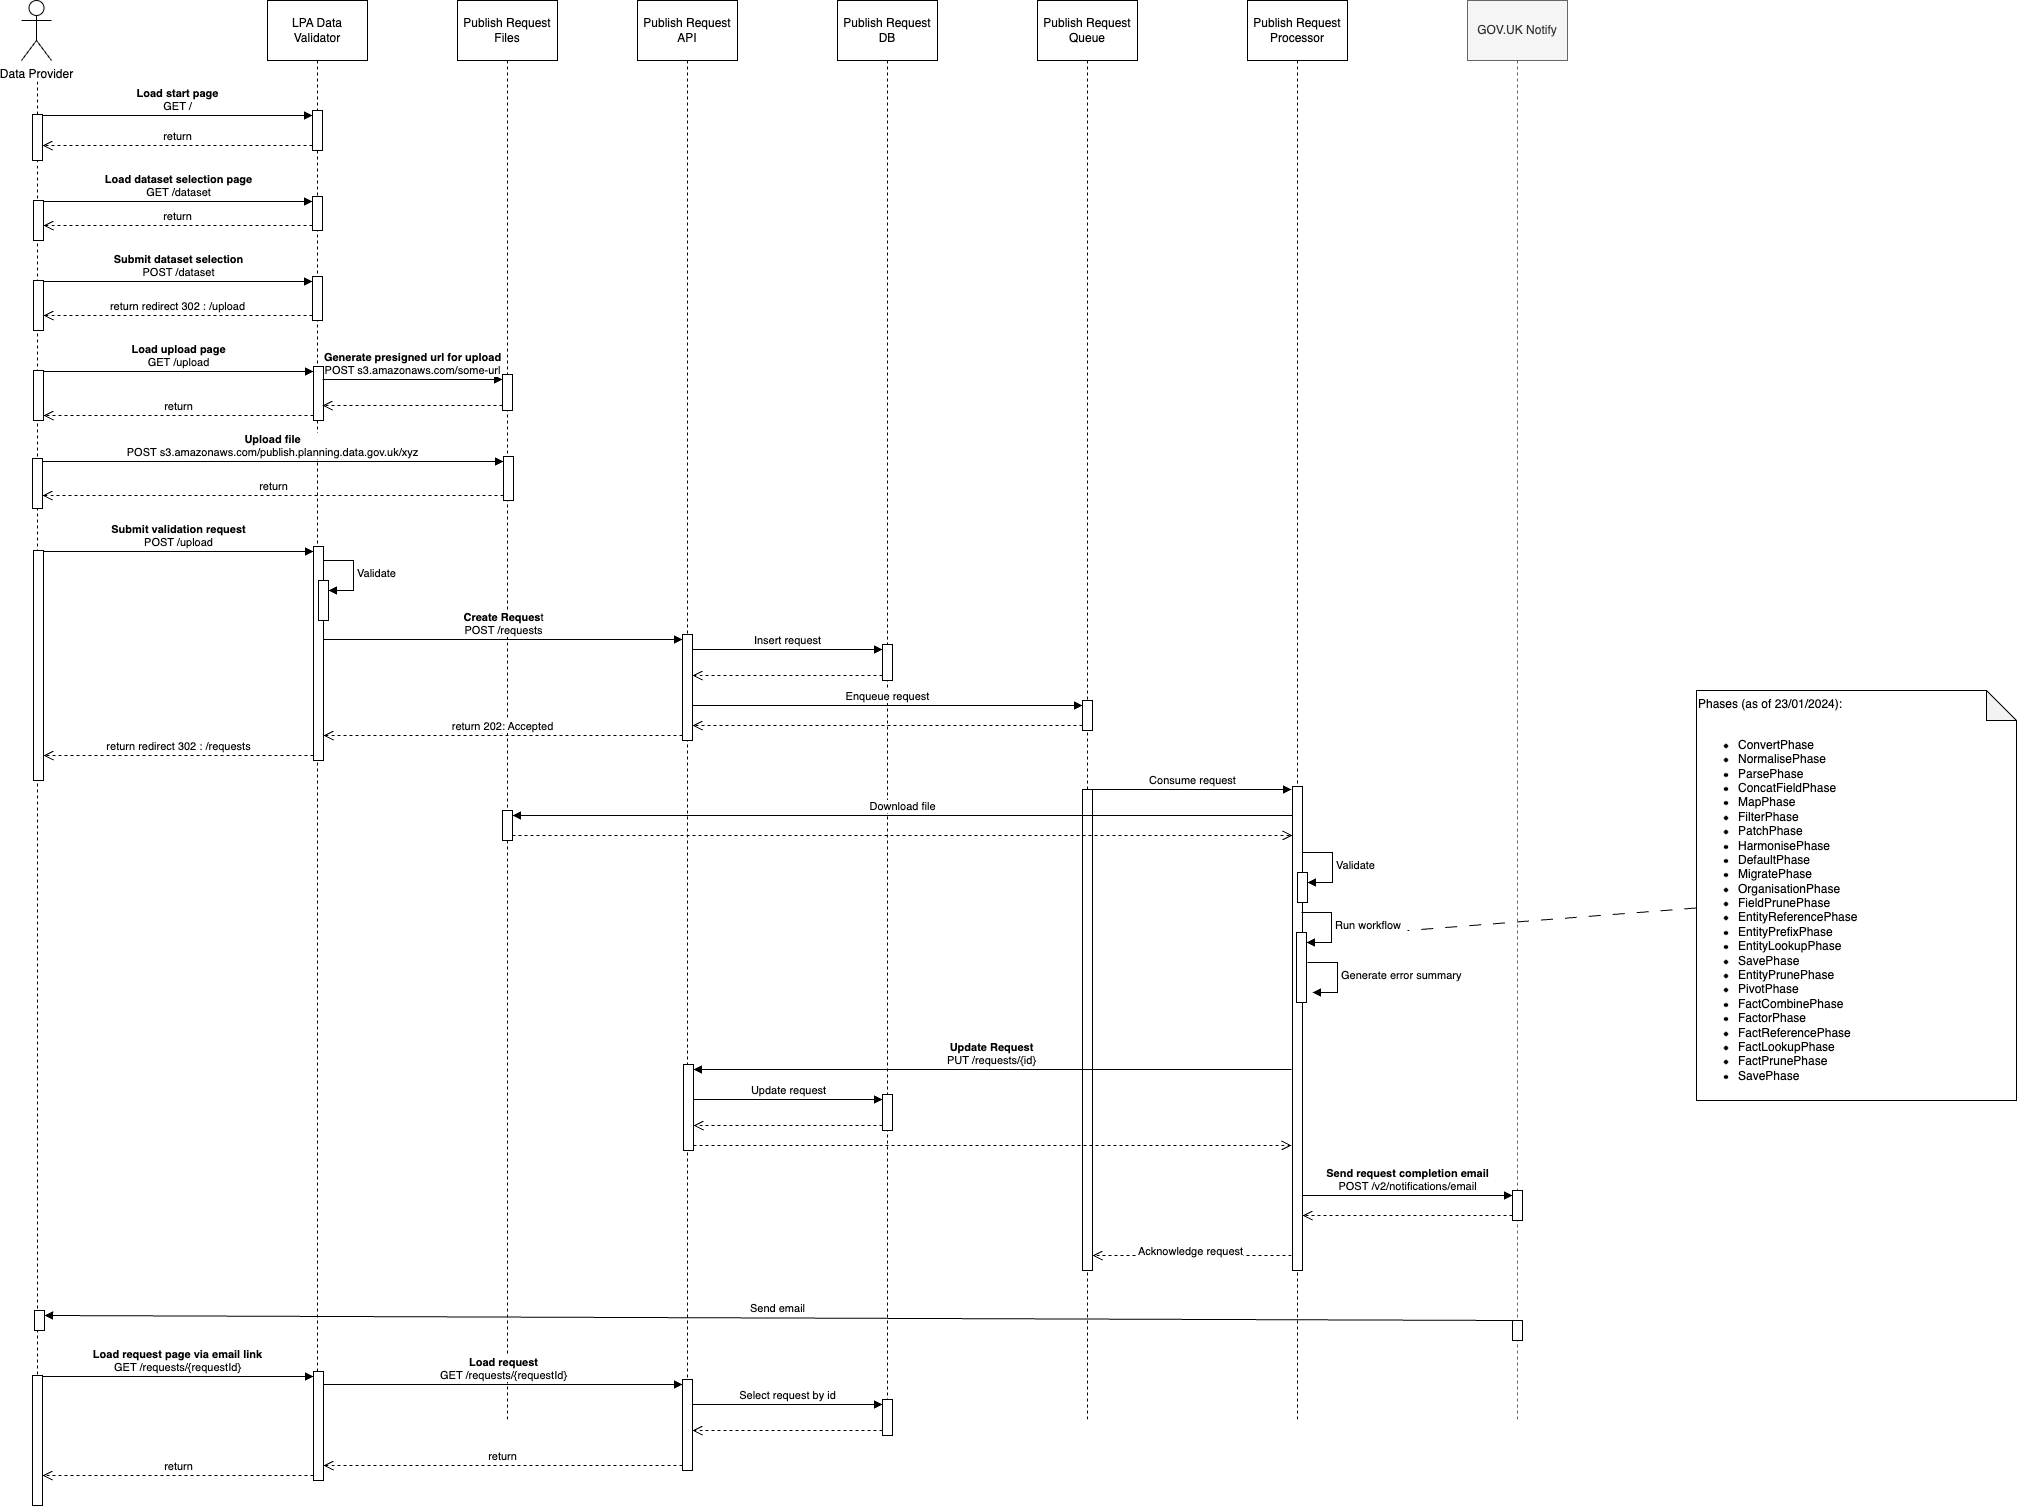 Data Provider
LPA Data
Validator
Publish Request
Files
Publish Request
API
Publish Request
DB
Publish Request
Queue
Publish Request
Processor
GOV.UK Notify
Load start page
GET /
return
Load dataset selection page
GET /dataset
return
Submit dataset selection
POST /dataset
return redirect 302 : /upload
Load upload page
GET /upload
Generate presigned url for upload
POST s3.amazonaws.com/some-url
return
Upload file
POST s3.amazonaws.com/publish.planning.data.gov.uk/xyz
return
Submit validation request
POST /upload
Validate
Create Request
POST /requests
Insert request
Enqueue request
return 202: Accepted
return redirect 302 : /requests
Consume request
Download file
Validate
Run workflow
Generate error summary
Phases (as of 23/01/2024):
ConvertPhase
NormalisePhase
ParsePhase
ConcatFieldPhase
MapPhase
FilterPhase
PatchPhase
HarmonisePhase
DefaultPhase
MigratePhase
OrganisationPhase
FieldPrunePhase
EntityReferencePhase
EntityPrefixPhase
EntityLookupPhase
SavePhase
EntityPrunePhase
PivotPhase
FactCombinePhase
FactorPhase
FactReferencePhase
FactLookupPhase
FactPrunePhase
SavePhase
Update Request
PUT /requests/{id}
Update request
Send request completion email
POST /v2/notifications/email
Acknowledge request
Send email
Load request page via email link
GET /requests/{requestId}
Load request
GET /requests/{requestId}
Select request by id
return
return